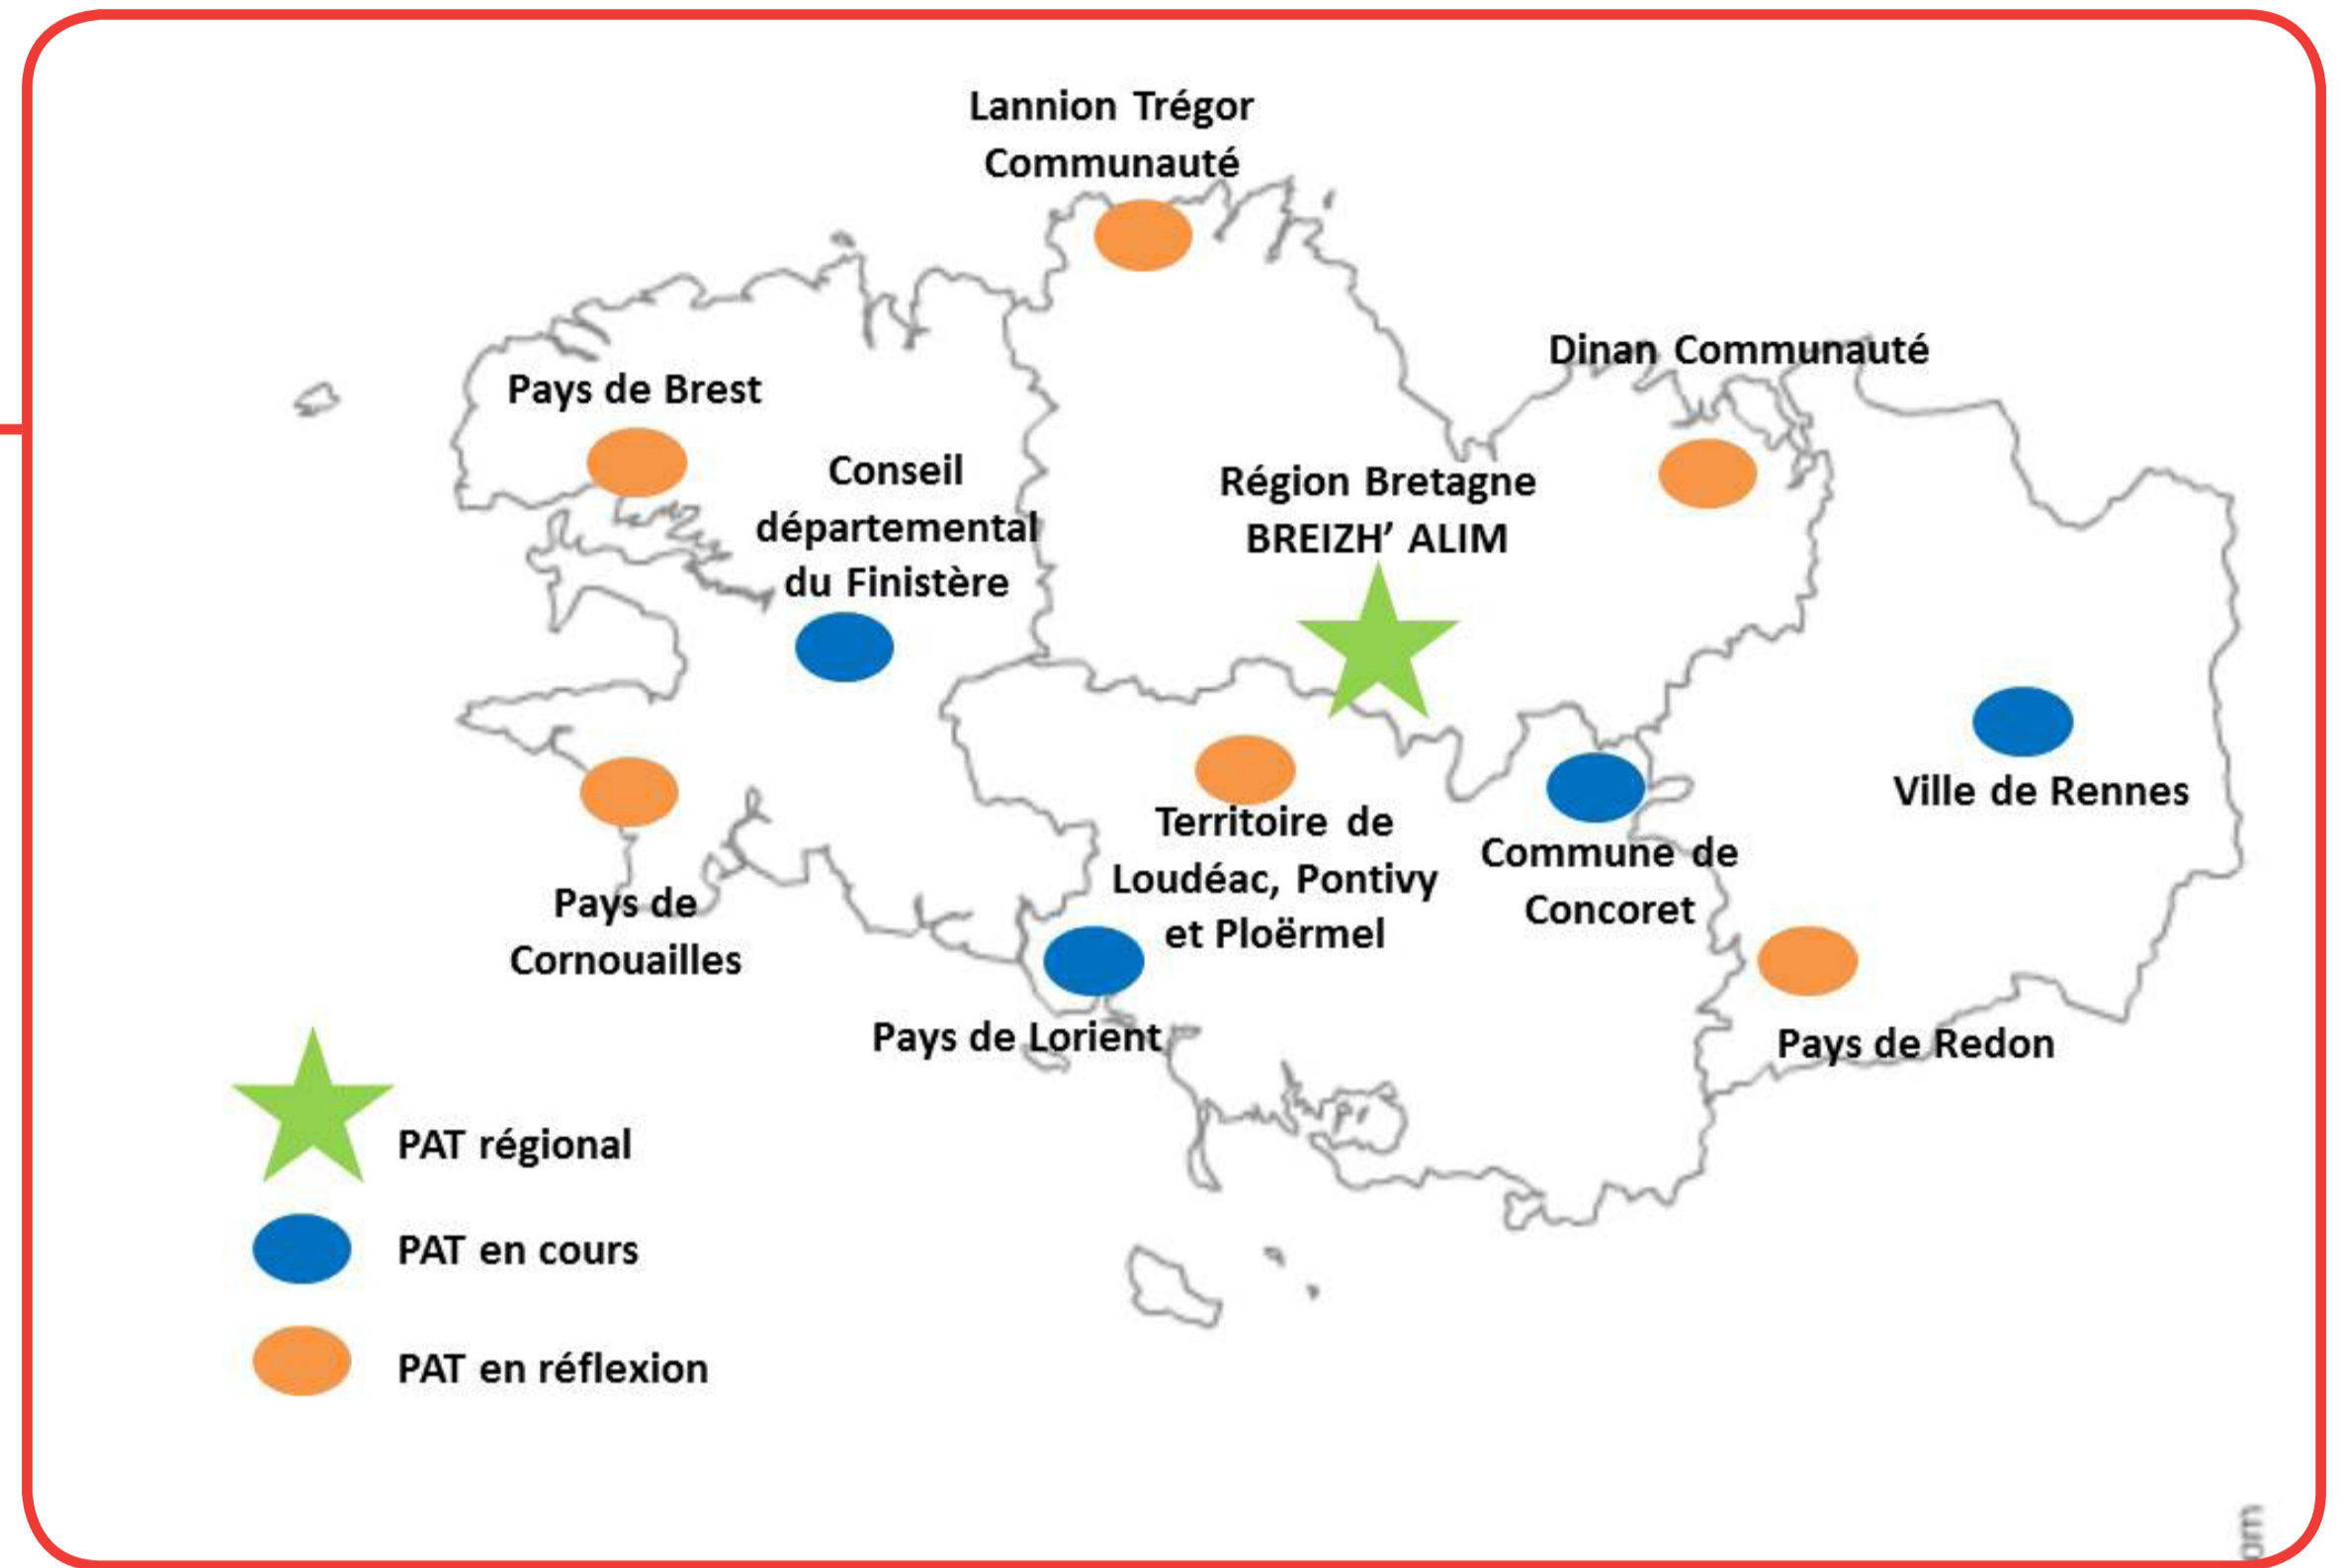 Lannion Trégor
Communauté
Dinan Communauté
Pays de Brest
Conseil
départemental
du Finistère
Région Bretagne
BREIZH’ ALIM
Ville de Rennes
Territoire de
Loudéac, Pontivy
et Ploërmel
Commune de
Concoret
Pays de
Cornouailles
Pays de Lorient
Pays de Redon
PAT régional
PAT en cours
PAT en réflexion
om